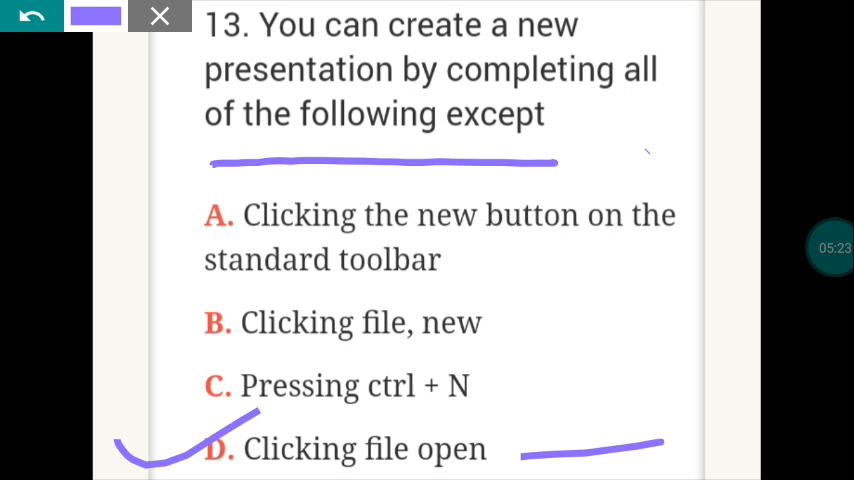 13. You can create a new
presentation by completing all
of the following except
A. Clicking the new button on the
standard toolbar
B. Clicking file, new
C. Pressing ctrl + N
D. Clicking file open
05:23